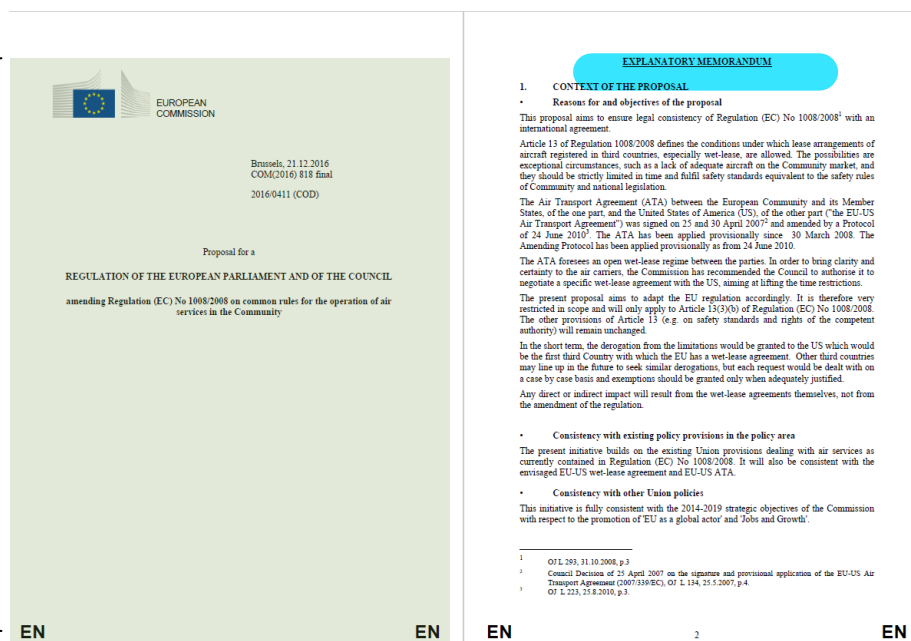 EUROPEAN
COMMISSION
Brussels, 21.12.2016
COM(2016) 818 final
2016/0411 (COD)
Proposal for a
REGULATION OF THE EUROPEAN PARLIAMENT AND OF THE COUNCIL
amending Regulation (EC) No 1008/2008 on common rules for the operation of air
services in the Community
EN
EN
EXPLANATORY MEMORANDUM
1. CONTEXT OF THE PROPOSAL
• Reasons for and objectives of the proposal
This proposal aims to ensure legal consistency of Regulation (EC) No 1008/2008¹ with an
international agreement.
Article 13 of Regulation 1008/2008 defines the conditions under which lease arrangements of
aircraft registered in third countries, especially wet-lease, are allowed. The possibilities are
exceptional circumstances, such as a lack of adequate aircraft on the Community market, and
they should be strictly limited in time and fulfil safety standards equivalent to the safety rules
of Community and national legislation.
The Air Transport Agreement (ATA) between the European Community and its Member
States, of the one part, and the United States of America (US), of the other part ("the EU-US
Air Transport Agreement") was signed on 25 and 30 April 2007² and amended by a Protocol
of 24 June 2010³. The ATA has been applied provisionally since 30 March 2008. The
Amending Protocol has been applied provisionally as from 24 June 2010.
The ATA foresees an open wet-lease regime between the parties. In order to bring clarity and
certainty to the air carriers, the Commission has recommended the Council to authorise it to
negotiate a specific wet-lease agreement with the US, aiming at lifting the time restrictions.
The present proposal aims to adapt the EU regulation accordingly. It is therefore very
restricted in scope and will only apply to Article 13(3)(b) of Regulation (EC) No 1008/2008.
The other provisions of Article 13 (e.g. on safety standards and rights of the competent
authority) will remain unchanged.
In the short term, the derogation from the limitations would be granted to the US which would
be the first third Country with which the EU has a wet-lease agreement. Other third countries
may line up in the future to seek similar derogations, but each request would be dealt with on
a case by case basis and exemptions should be granted only when adequately justified.
Any direct or indirect impact will result from the wet-lease agreements themselves, not from
the amendment of the regulation.
• Consistency with existing policy provisions in the policy area
The present initiative builds on the existing Union provisions dealing with air services as
currently contained in Regulation (EC) No 1008/2008. It will also be consistent with the
envisaged EU-US wet-lease agreement and EU-US ATA.
• Consistency with other Union policies
This initiative is fully consistent with the 2014-2019 strategic objectives of the Commission
with respect to the promotion of 'EU as a global actor' and 'Jobs and Growth'.
1 OJ L 293, 31.10.2008, p.3
2 Council Decision of 25 April 2007 on the signature and provisional application of the EU-US Air
Transport Agreement (2007/339/EC), OJ L 134, 25.5.2007, p.4.
3 OJ L 223, 25.8.2010, p.3.
EN
2
EN